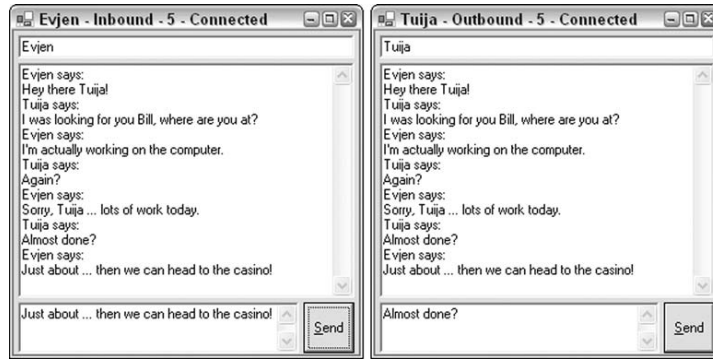 Evjen - Inbound - 5 - Connected
Evjen
Evjen says:
Hey there Tuija!
Tuija says:
I was looking for you Bill, where are you at?
Evjen says:
I'm actually working on the computer.
Tuija says:
Again?
Evjen says:
Sorry, Tuija ... lots of work today.
Tuija says:
Almost done?
Evjen says:
Just about ... then we can head to the casino!
Just about ... then we can head to the casino!
Send
Tuija - Outbound - 5 - Connected
Tuija
Evjen says:
Hey there Tuija!
Tuija says:
I was looking for you Bill, where are you at?
Evjen says:
I'm actually working on the computer.
Tuija says:
Again?
Evjen says:
Sorry, Tuija ... lots of work today.
Tuija says:
Almost done?
Evjen says:
Just about ... then we can head to the casino!
Almost done?
Send